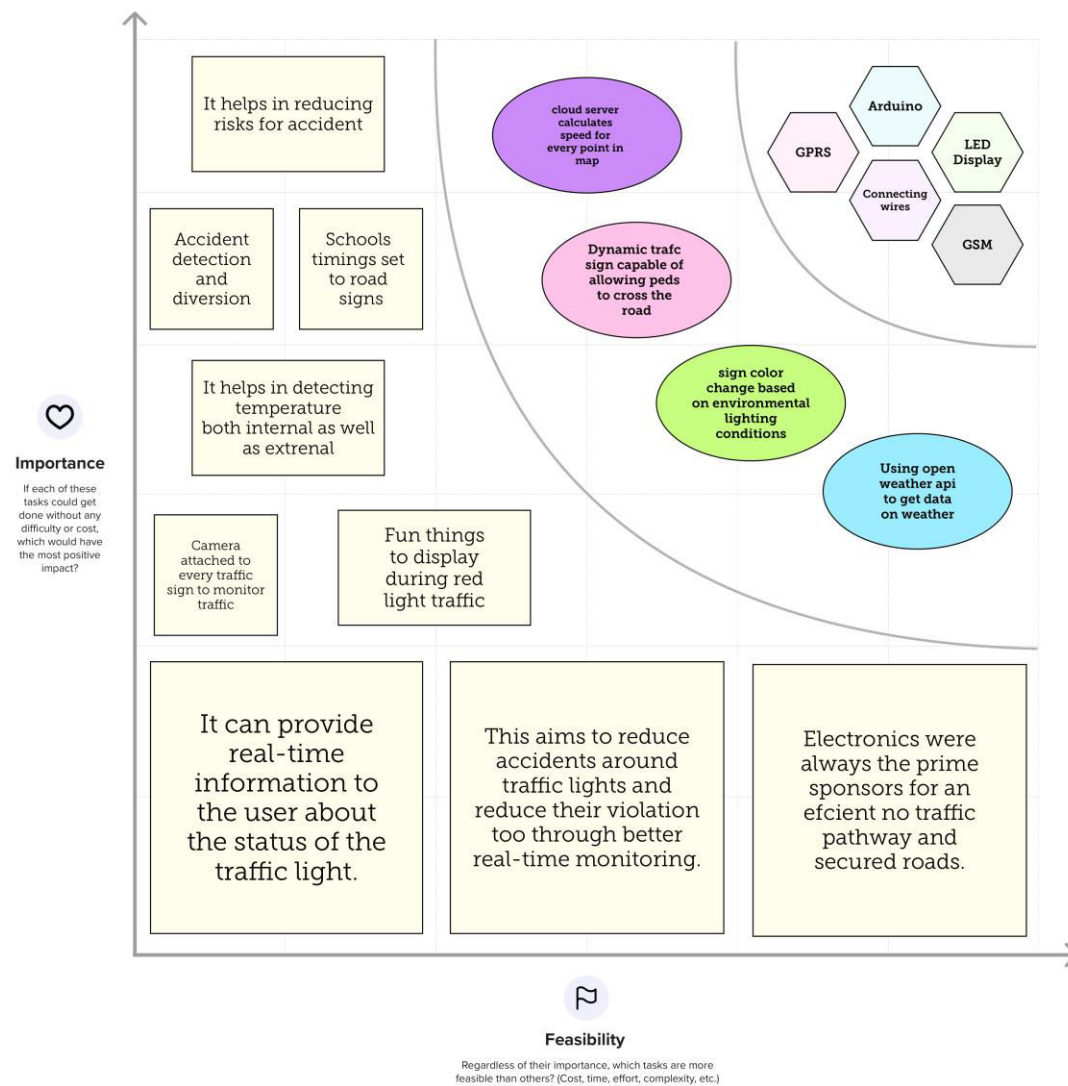 It helps in reducing
risks for accident
cloud server
calculates
speed for
every point in
map
Arduino
GPRS
LED
Display
Connecting
wires
GSM
Accident
detection
and
diversion
Schools
timings set
to road
signs
Dynamic trafc
sign capable of
allowing peds
to cross the
road
It helps in detecting
temperature
both internal as well
as extrenal
sign color
change based
on environmental
lighting
conditions
Using open
weather api
to get data
on weather
Importance
If each of these
tasks could get
done without any
difficulty or cost,
which would have
the most positive
impact?
Camera
attached to
every traffic
sign to monitor
traffic
Fun things
to display
during red
light traffic
It can provide
real-time
information to
the user about
the status of the
traffic light.
This aims to reduce
accidents around
traffic lights and
reduce their violation
too through better
real-time monitoring.
Electronics were
always the prime
sponsors for an
efcient no traffic
pathway and
secured roads.
Feasibility
Regardless of their importance, which tasks are more
feasible than others? (Cost, time, effort, complexity, etc.)